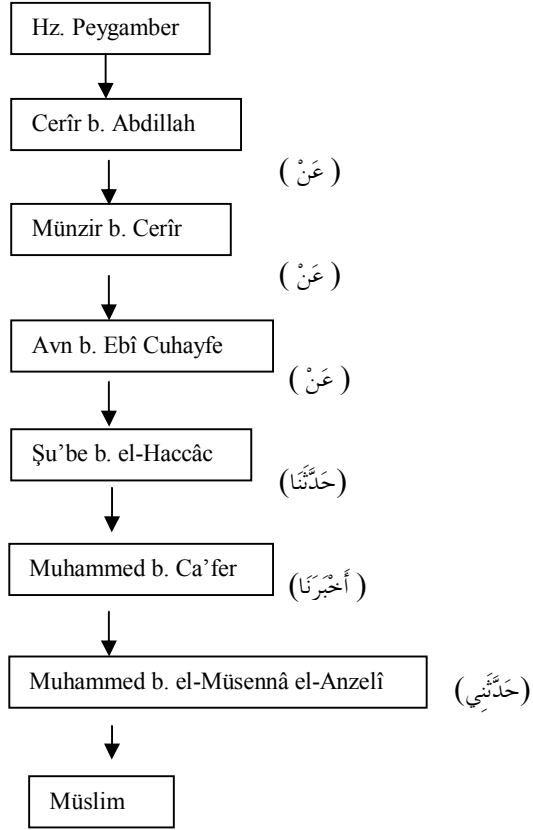 Hz. Peygamber
Cerîr b. Abdillah
( عَنْ )
Münzir b. Cerîr
( عَنْ )
Avn b. Ebî Cuhayfe
( عَنْ )
Şu’be b. el-Haccâc
(حَدَّثَنَا)
Muhammed b. Ca’fer
( أَخْبَرَنَا)
Muhammed b. el-Müsennâ el-Anzelî
(حَدَّثَنِي)
Müslim